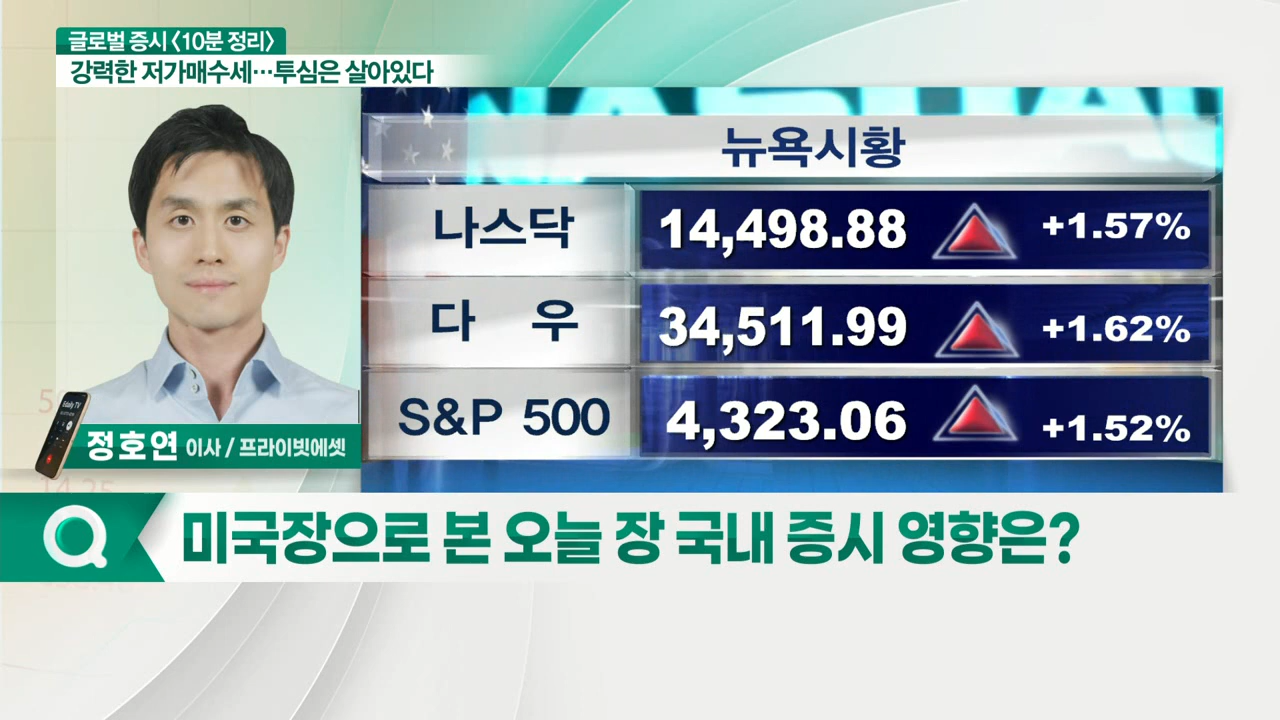 글로벌 증시 <10분 정리>
강력한 저가매수세…투심은 살아있다
뉴욕시황
나스닥 14,498.88 +1.57%
다 우 34,511.99 +1.62%
S&P 500 4,323.06 +1.52%
Edaily TV
정호연 이사 / 프라이빗에셋
Q 미국장으로 본 오늘 장 국내 증시 영향은?